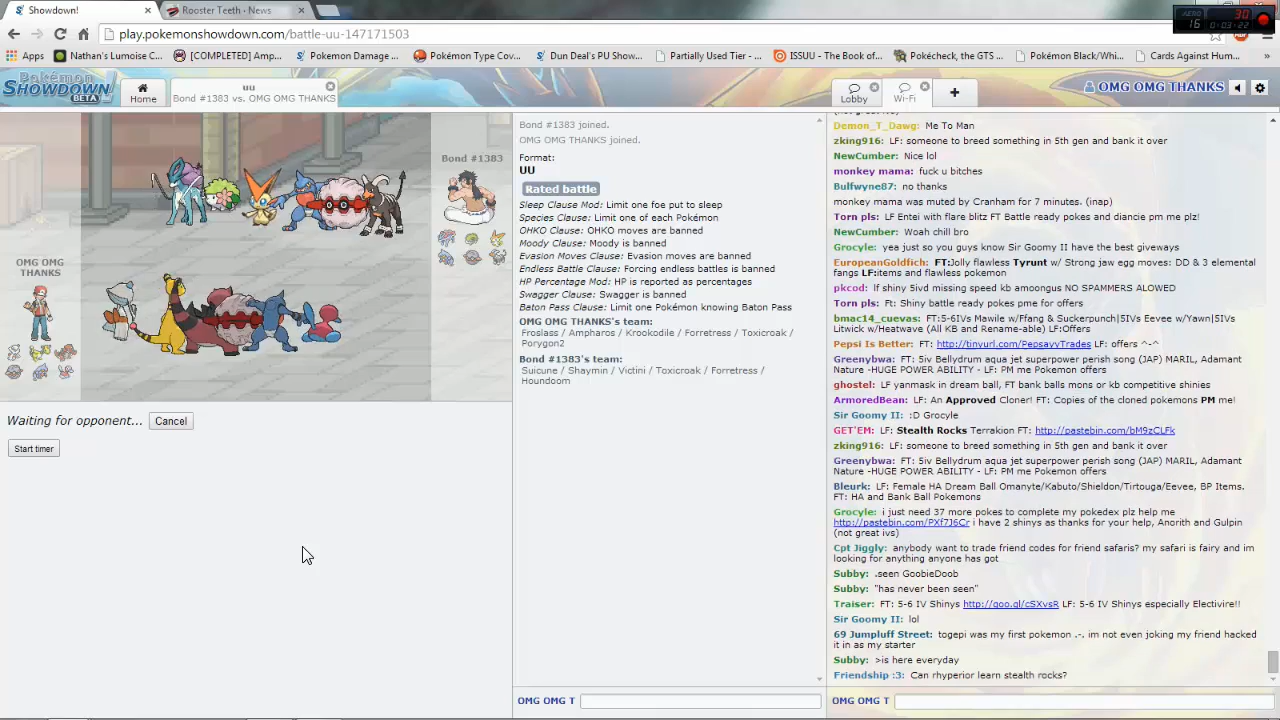 Showdown!
Rooster Teeth · News
play.pokemonshowdown.com/battle-uu-147171503
Apps
Nathan's Lumoise C...
[COMPLETED] Amp...
Pokemon Damage ...
Pokémon Type Cov...
Dun Deal's PU Show...
Partially Used Tier - ...
ISSUU - The Book of...
Pokécheck, the GTS ...
Pokémon Black/Whi...
Cards Against Hum...
AERO
16
30
0:03:22
Pokémon
Showdown
BETA
Home
uu
Bond #1383 vs. OMG OMG THANKS
Lobby
Wi-Fi
OMG OMG THANKS
Bond #1383
OMG OMG
THANKS
Waiting for opponent...
Cancel
Start timer
Bond #1383 joined.
OMG OMG THANKS joined.
Format:
UU
Rated battle
Sleep Clause Mod: Limit one foe put to sleep
Species Clause: Limit one of each Pokémon
OHKO Clause: OHKO moves are banned
Moody Clause: Moody is banned
Evasion Moves Clause: Evasion moves are banned
Endless Battle Clause: Forcing endless battles is banned
HP Percentage Mod: HP is reported as percentages
Swagger Clause: Swagger is banned
Baton Pass Clause: Limit one Pokémon knowing Baton Pass
OMG OMG THANKS's team:
Froslass / Ampharos / Krookodile / Forretress / Toxicroak /
Porygon2
Bond #1383's team:
Suicune / Shaymin / Victini / Toxicroak / Forretress /
Houndoom
OMG OMG T
Demon_T_Dawg: Me To Man
zking916: LF: someone to breed something in 5th gen and bank it over
NewCumber: Nice lol
monkey mama: fuck u bitches
Bulfwyne87: no thanks
monkey mama was muted by Cranham for 7 minutes. (inap)
Torn pls: LF Entei with flare blitz FT Battle ready pokes and diancie pm me plz!
NewCumber: Woah chill bro
Grocyle: yea just so you guys know Sir Goomy II have the best giveways
EuropeanGoldfich: FT:Jolly flawless Tyrunt w/ Strong jaw egg moves: DD & 3 elemental
fangs LF:items and flawless pokemon
pkcod: lf shiny 5ivd missing speed kb amoongus NO SPAMMERS ALOWED
Torn pls: Ft: Shiny battle ready pokes pme for offers
bmac14_cuevas: FT:5-6IVs Mawile w/Ffang & Suckerpunch|5IVs Eevee w/Yawn|5IVs
Litwick w/Heatwave (All KB and Rename-able) LF:Offers
Pepsi Is Better: FT: http://tinyurl.com/PepsayvTrades LF: offers ^-^
Greenybwa: FT: 5iv Bellydrum aqua jet superpower perish song (JAP) MARIL, Adamant
Nature -HUGE POWER ABILITY - LF: PM me Pokemon offers
ghostel: LF yanmask in dream ball, FT bank balls mons or kb competitive shinies
ArmoredBean: LF: An Approved Cloner! FT: Copies of the cloned pokemons PM me!
Sir Goomy II: :D Grocyle
GET'EM: LF: Stealth Rocks Terrakion FT: http://pastebin.com/bM9zCLFk
zking916: LF: someone to breed something in 5th gen and bank it over
Greenybwa: FT: 5iv Bellydrum aqua jet superpower perish song (JAP) MARIL, Adamant
Nature -HUGE POWER ABILITY - LF: PM me Pokemon offers
Bleurk: LF: Female HA Dream Ball Omanyte/Kabuto/Shieldon/Tirtouga/Eevee, BP Items.
FT: HA and Bank Ball Pokemons
Grocyle: i just need 37 more pokes to complete my pokedex plz help me
http://pastebin.com/PXf7J6Cr i have 2 shinys as thanks for your help, Anorith and Gulpin
(not great ivs)
Cpt Jiggly: anybody want to trade friend codes for friend safaris? my safari is fairy and im
looking for anything anyone has got
Subby: .seen GoobieDoob
Subby: "has never been seen"
Traiser: FT: 5-6 IV Shinys http://goo.gl/cSXvsR LF: 5-6 IV Shinys especially Electivire!!
Sir Goomy II: lol
69 Jumpluff Street: togepi was my first pokemon .-. im not even joking my friend hacked
it in as my starter
Subby: >is here everyday
Friendship :3: Can rhyperior learn stealth rocks?
OMG OMG T